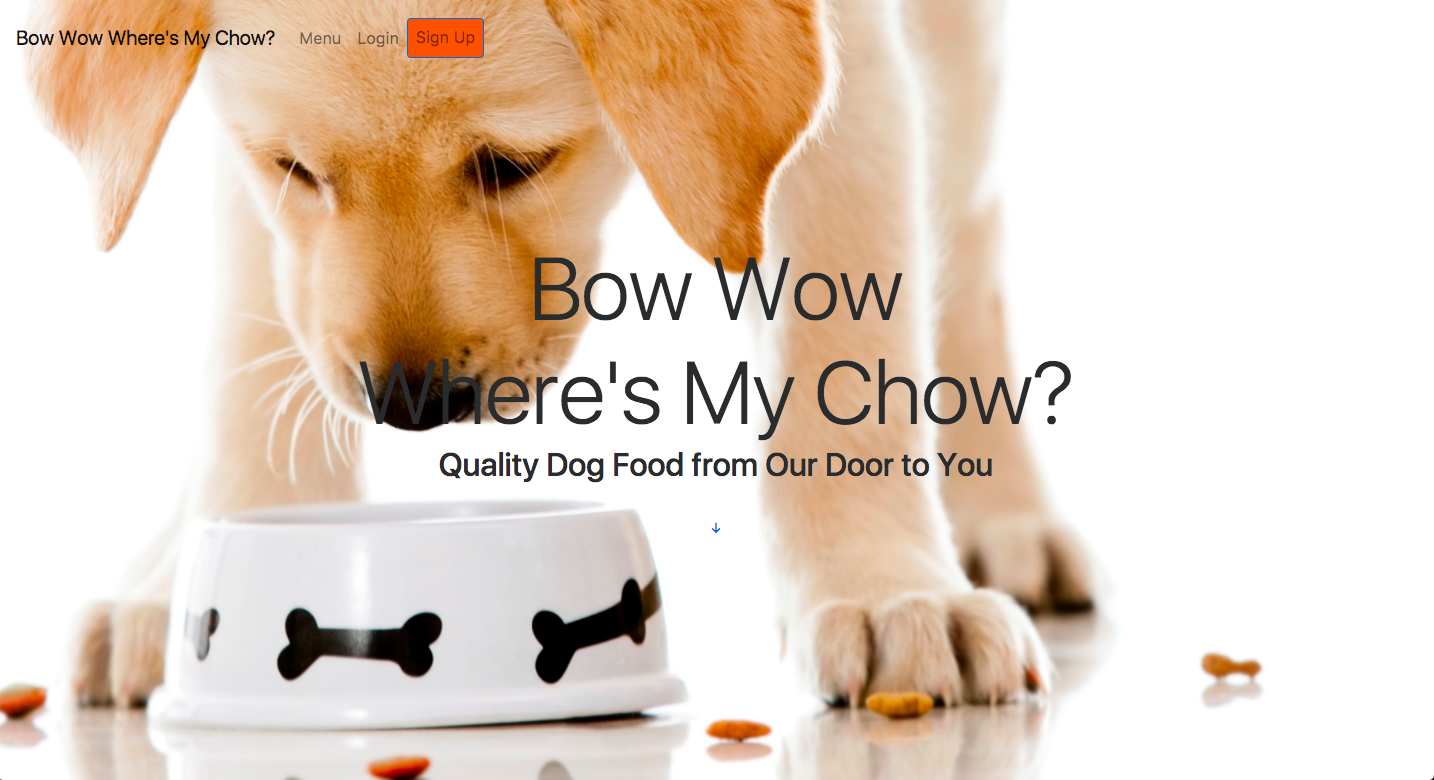 Bow Wow Where's My Chow? Menu Login Sign Up
Bow Wow
Where's My Chow?
Quality Dog Food from Our Door to You